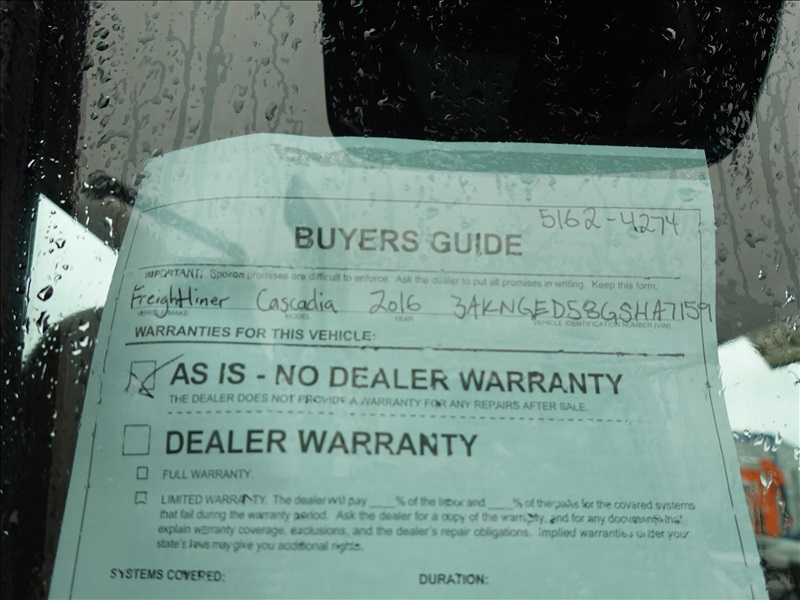 5162-4274
BUYERS GUIDE
IMPORTANT: Spoken promises are difficult to enforce. Ask the dealer to put all promises in writing. Keep this form.
Freightliner Cascadia 2016 3AKNGED58GSHA7159
VEHICLE MAKE MODEL YEAR VEHICLE IDENTIFICATION NUMBER (VIN)
WARRANTIES FOR THIS VEHICLE:
AS IS - NO DEALER WARRANTY
THE DEALER DOES NOT PROVIDE A WARRANTY FOR ANY REPAIRS AFTER SALE.
DEALER WARRANTY
FULL WARRANTY.
LIMITED WARRANTY. The dealer will pay ____% of the labor and ____% of the parts for the covered systems
that fail during the warranty period. Ask the dealer for a copy of the warranty, and for any documents that
explain warranty coverage, exclusions, and the dealer's repair obligations. Implied warranties under your
state's laws may give you additional rights.
SYSTEMS COVERED: DURATION: